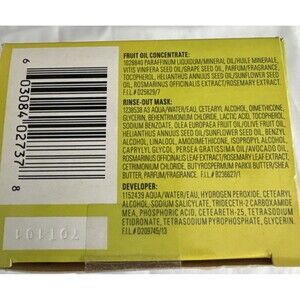 FRUIT OIL CONCENTRATE:
1028840 PARAFFINUM LIQUIDUM/MINERAL OIL/HUILE MINERALE,
VITIS VINIFERA SEED OIL/GRAPE SEED OIL, PARFUM/FRAGRANCE,
TOCOPHEROL, HELIANTHUS ANNUUS SEED OIL/SUNFLOWER SEED
OIL, ROSMARINUS OFFICINALIS EXTRACT/ROSEMARY EXTRACT.
F.I.L # D25829/7
RINSE-OUT MASK:
1238538 A3 AQUA/WATER/EAU, CETEARYL ALCOHOL, DIMETHICONE,
GLYCERIN, BEHENTRIMONIUM CHLORIDE, LACTIC ACID, TOCOPHEROL,
SODIUM BENZOATE, OLEA EUROPAEA FRUIT OIL/OLIVE FRUIT OIL,
HELIANTHUS ANNUUS SEED OIL/SUNFLOWER SEED OIL, BENZYL
ALCOHOL, LINALOOL, AMODIMETHICONE, ISOPROPYL ALCOHOL,
CAPRYLYL GLYCOL, PERSEA GRATISSIMA OIL/AVOCADO OIL,
ROSMARINUS OFFICINALIS LEAF EXTRACT/ROSEMARY LEAF EXTRACT,
CETRIMONIUM CHLORIDE, BUTYROSPERMUM PARKII BUTTER/SHEA
BUTTER, PARFUM/FRAGRANCE. F.I.L # B236627/1
DEVELOPER:
1152439 AQUA/WATER/EAU, HYDROGEN PEROXIDE, CETEARYL
ALCOHOL, SODIUM SALICYLATE, TRIDECETH-2 CARBOXAMIDE
MEA, PHOSPHORIC ACID, CETEARETH-25, TETRASODIUM
ETIDRONATE, TETRASODIUM PYROPHOSPHATE, GLYCERIN.
F.I.L # D209745/13
6 03084 02737 8
70T101